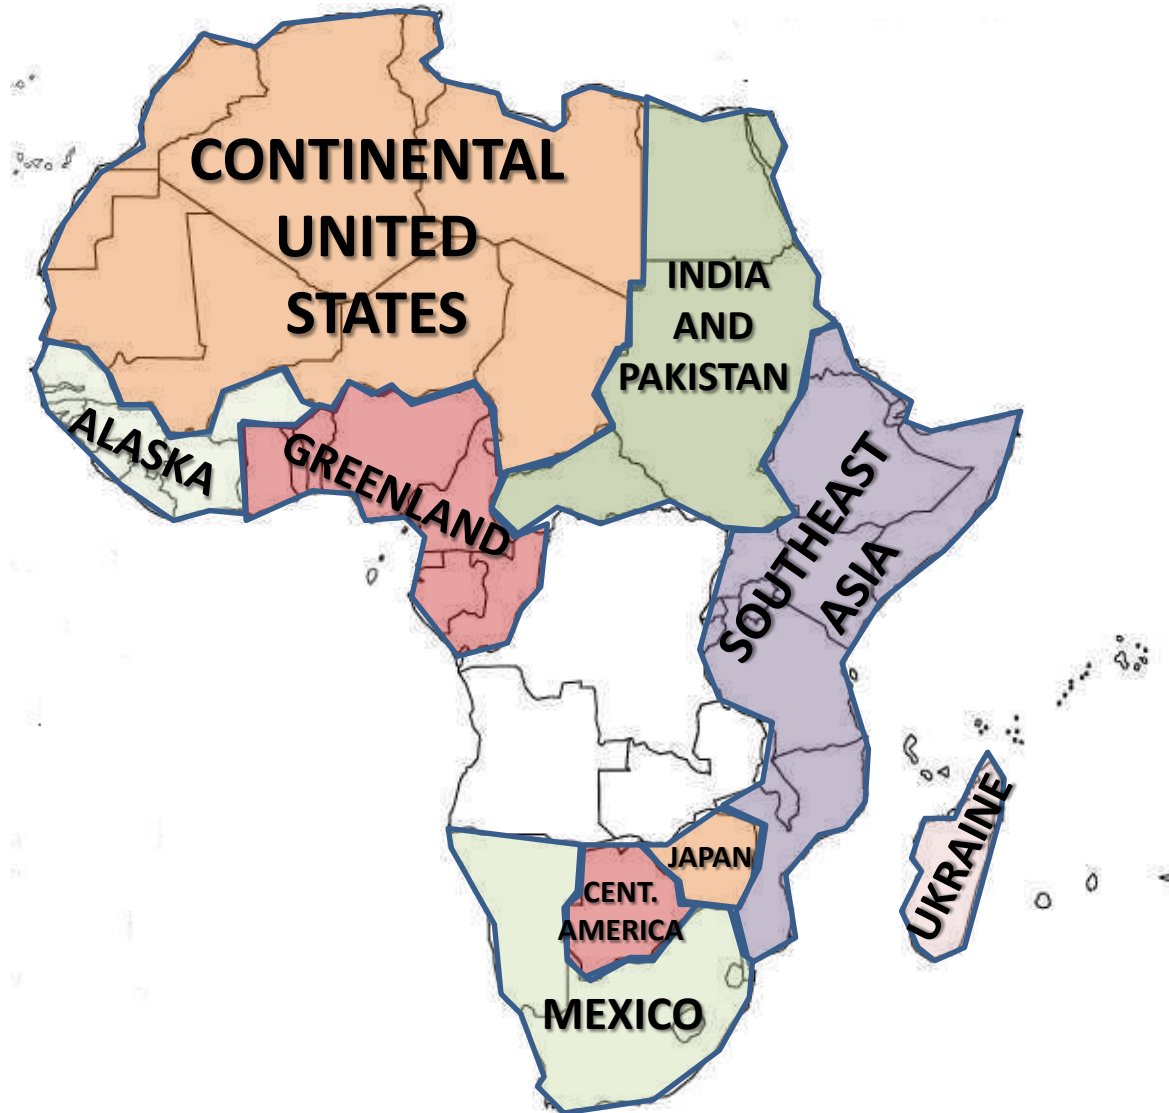 CONTINENTAL
UNITED
STATES
INDIA
AND
PAKISTAN
ALASKA
GREENLAND
SOUTHEAST
ASIA
UKRAINE
JAPAN
CENT.
AMERICA
MEXICO